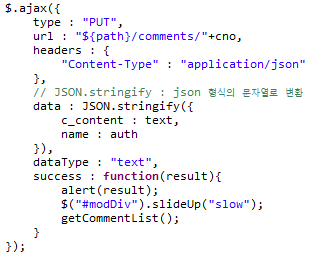 $.ajax({
    type : "PUT",
    url : "${path}/comments/"+cno,
    headers : {
        "Content-Type" : "application/json"
    },
    // JSON.stringify : json 형식의 문자열로 변환
    data : JSON.stringify({
        c_content : text,
        name : auth
    }),
    dataType : "text",
    success : function(result){
        alert(result);
        $("#modDiv").slideUp("slow");
        getCommentList();
    }
});